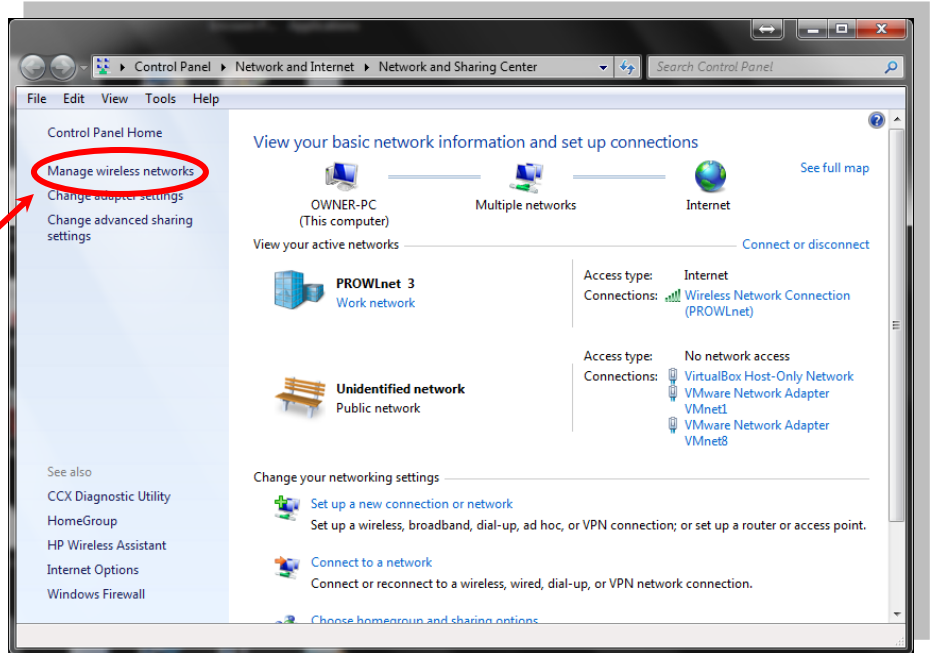 Control Panel ▸ Network and Internet ▸ Network and Sharing Center
Search Control Panel
File Edit View Tools Help
Control Panel Home
Manage wireless networks
Change adapter settings
Change advanced sharing
settings
See also
CCX Diagnostic Utility
HomeGroup
HP Wireless Assistant
Internet Options
Windows Firewall
View your basic network information and set up connections
See full map
OWNER-PC
(This computer)
Multiple networks
Internet
View your active networks
Connect or disconnect
PROWLnet 3
Work network
Access type: Internet
Connections: Wireless Network Connection
(PROWLnet)
Unidentified network
Public network
Access type: No network access
Connections: VirtualBox Host-Only Network
VMware Network Adapter
VMnet1
VMware Network Adapter
VMnet8
Change your networking settings
Set up a new connection or network
Set up a wireless, broadband, dial-up, ad hoc, or VPN connection; or set up a router or access point.
Connect to a network
Connect or reconnect to a wireless, wired, dial-up, or VPN network connection.
Choose homegroup and sharing options